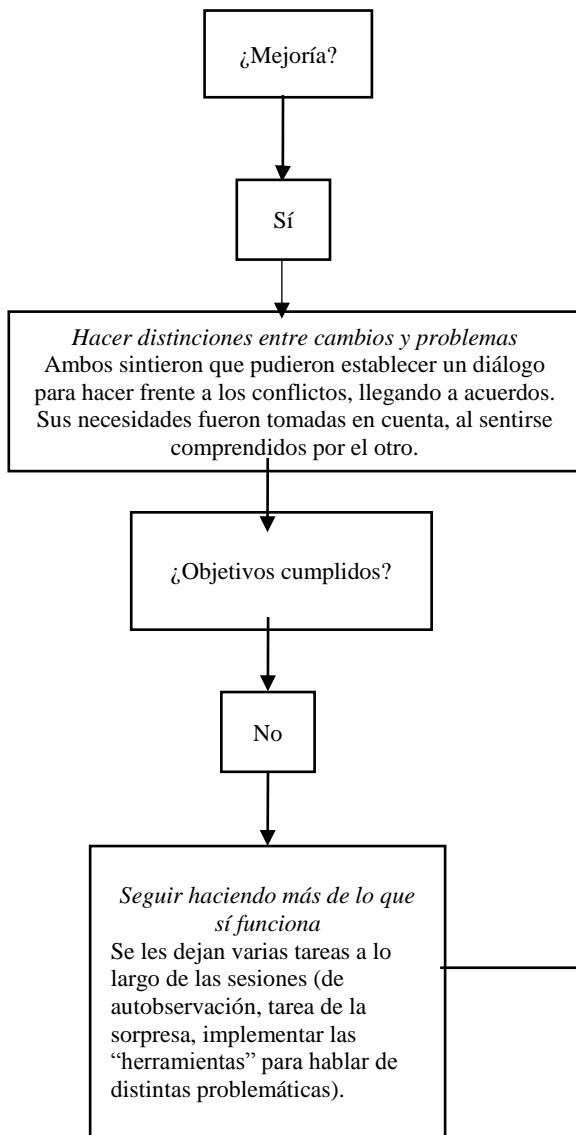 ¿Mejoría?
Sí
Hacer distinciones entre cambios y problemas
Ambos sintieron que pudieron establecer un diálogo
para hacer frente a los conflictos, llegando a acuerdos.
Sus necesidades fueron tomadas en cuenta, al sentirse
comprendidos por el otro.
¿Objetivos cumplidos?
No
Seguir haciendo más de lo que
sí funciona
Se les dejan varias tareas a lo
largo de las sesiones (de
autobservación, tarea de la
sorpresa, implementar las
“herramientas” para hablar de
distintas problemáticas).